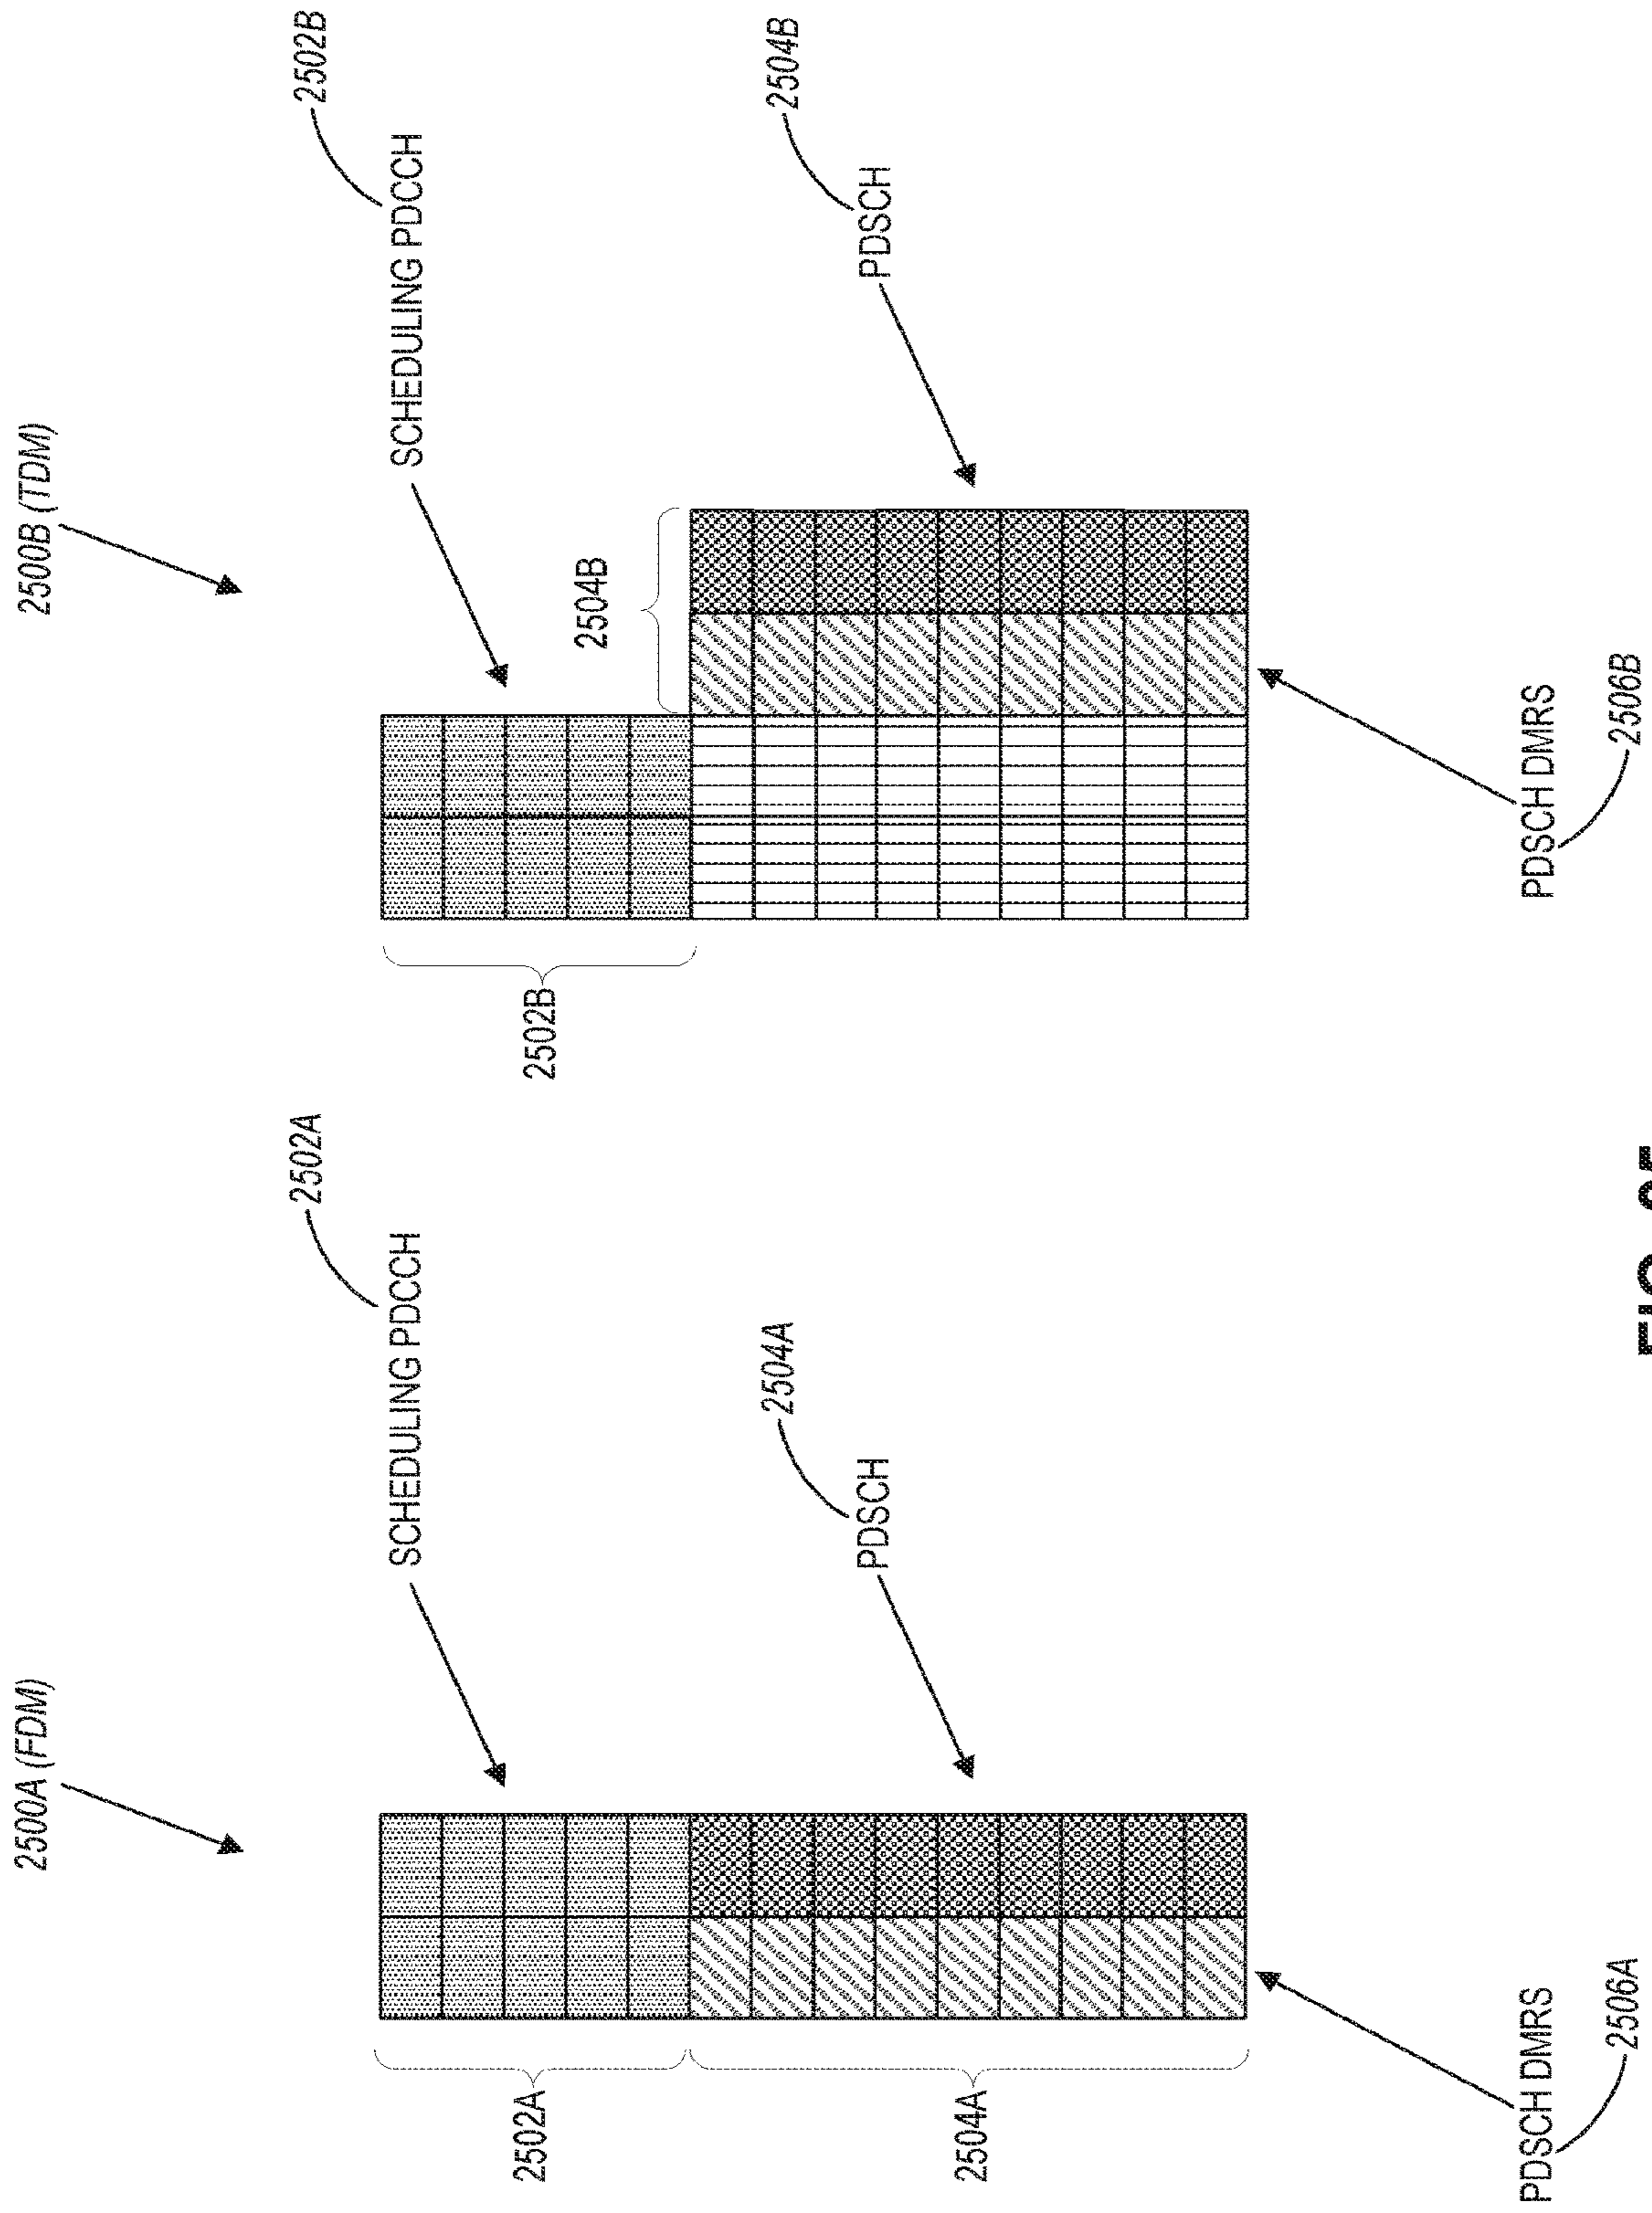 2500A (FDM)
2502A
SCHEDULING PDCCH
2504A
PDSCH
2502A
2504A
PDSCH DMRS
2506A
2500B (TDM)
2502B
SCHEDULING PDCCH
2504B
2504B
PDSCH
2502B
PDSCH DMRS
2506B